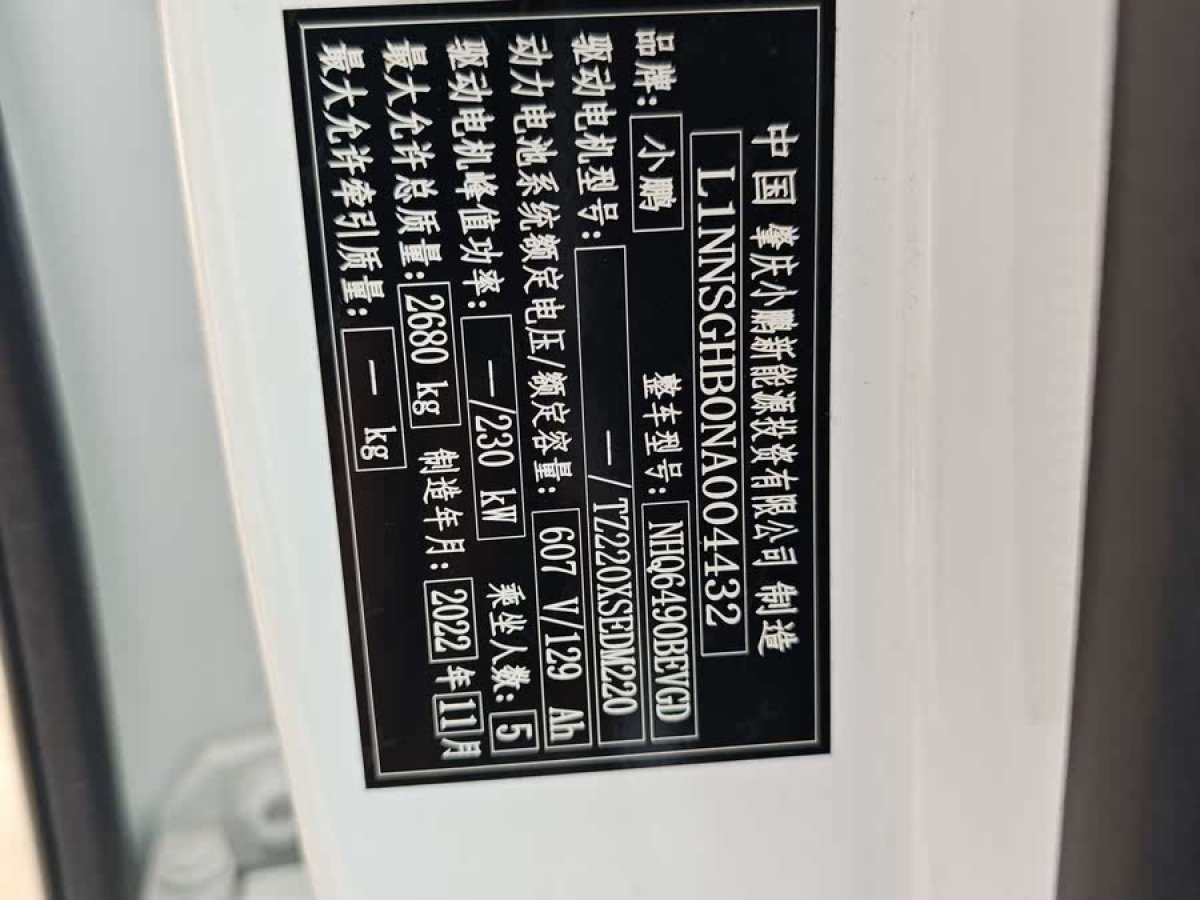 中国 肇庆小鹏新能源投资有限公司 制造
L1NNSGHB0NA004432
品牌: 小鹏 整车型号: NHQ6490BEVGD
驱动电机型号: —/TZ220XSEDM220
动力电池系统额定电压/额定容量: 607 V/129 Ah
驱动电机峰值功率: —/230 kW 乘坐人数: 5
最大允许总质量: 2680 kg 制造年月: 2022 年 11 月
最大允许牵引质量: — kg